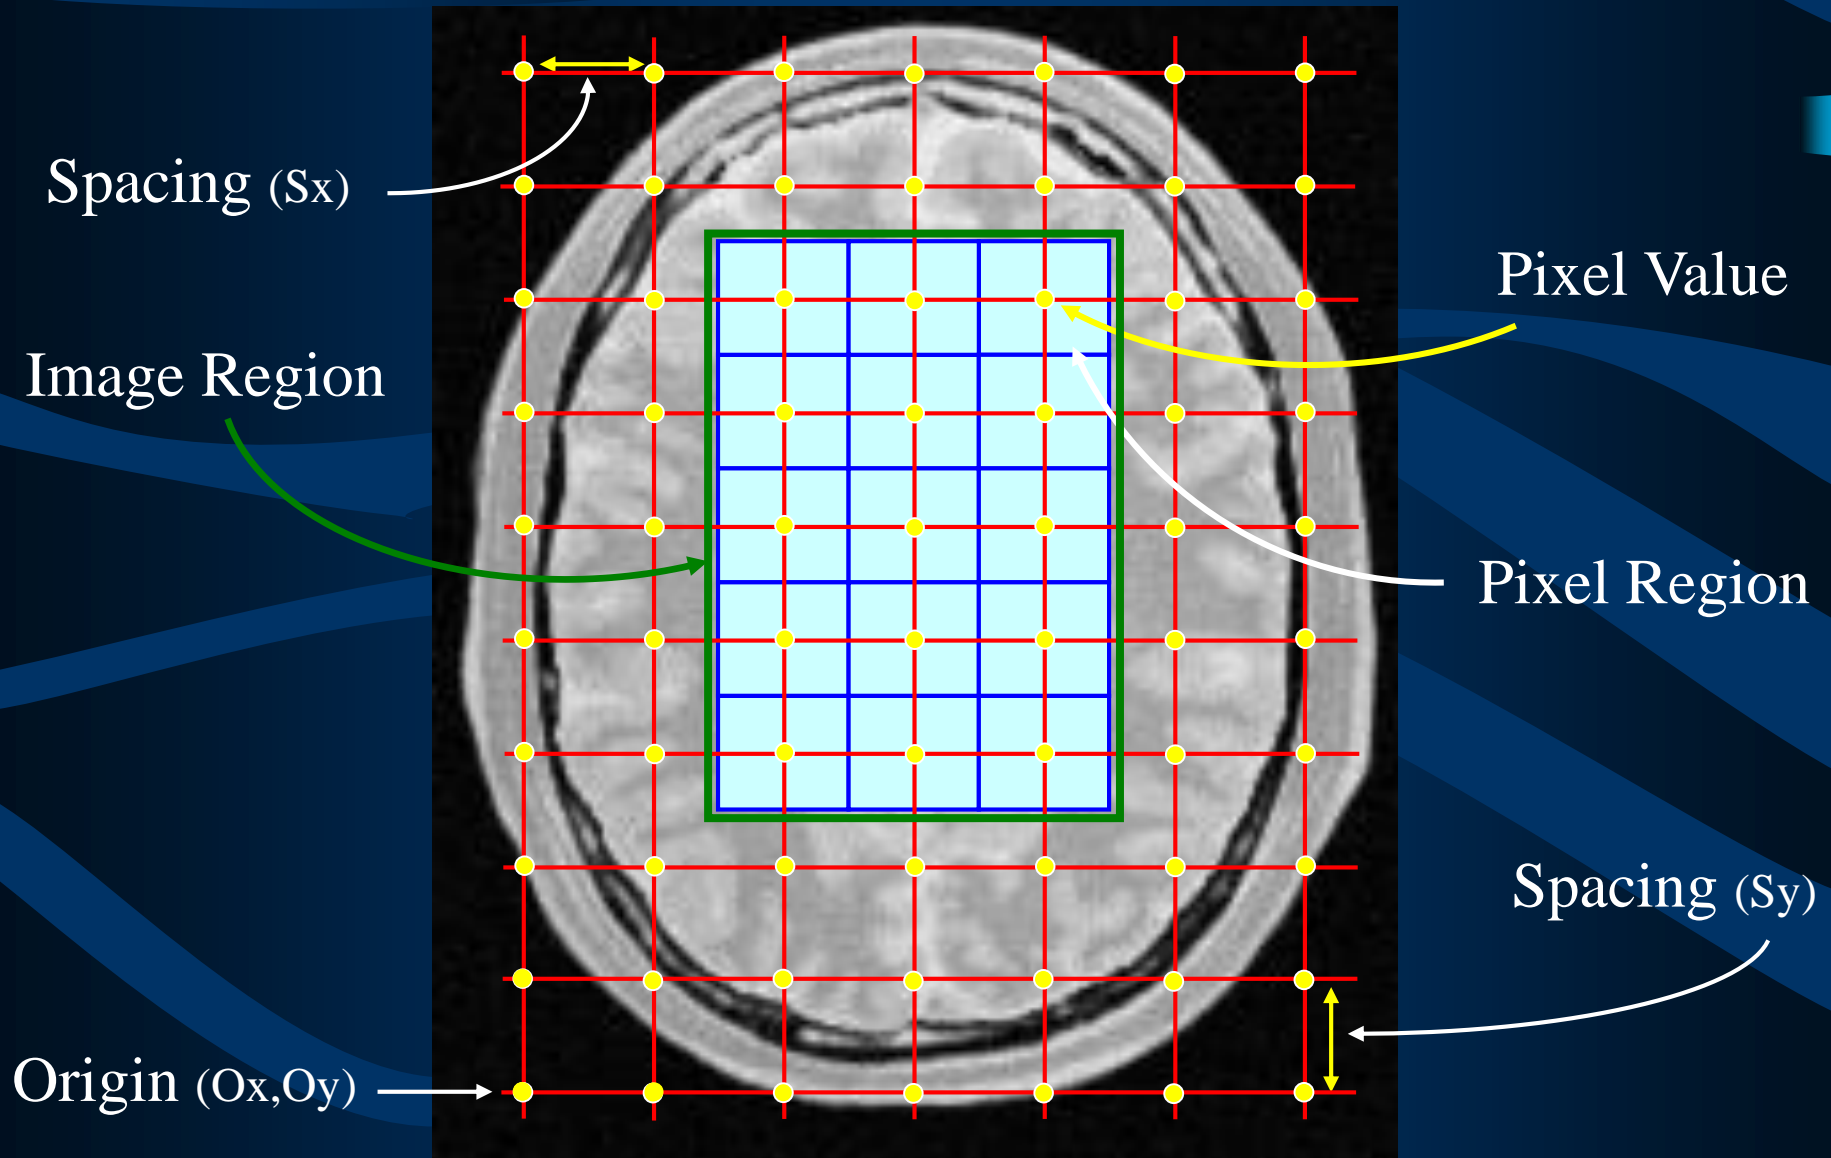 Spacing (Sx)
Pixel Value
Image Region
Pixel Region
Spacing (Sy)
Origin (Ox,Oy)